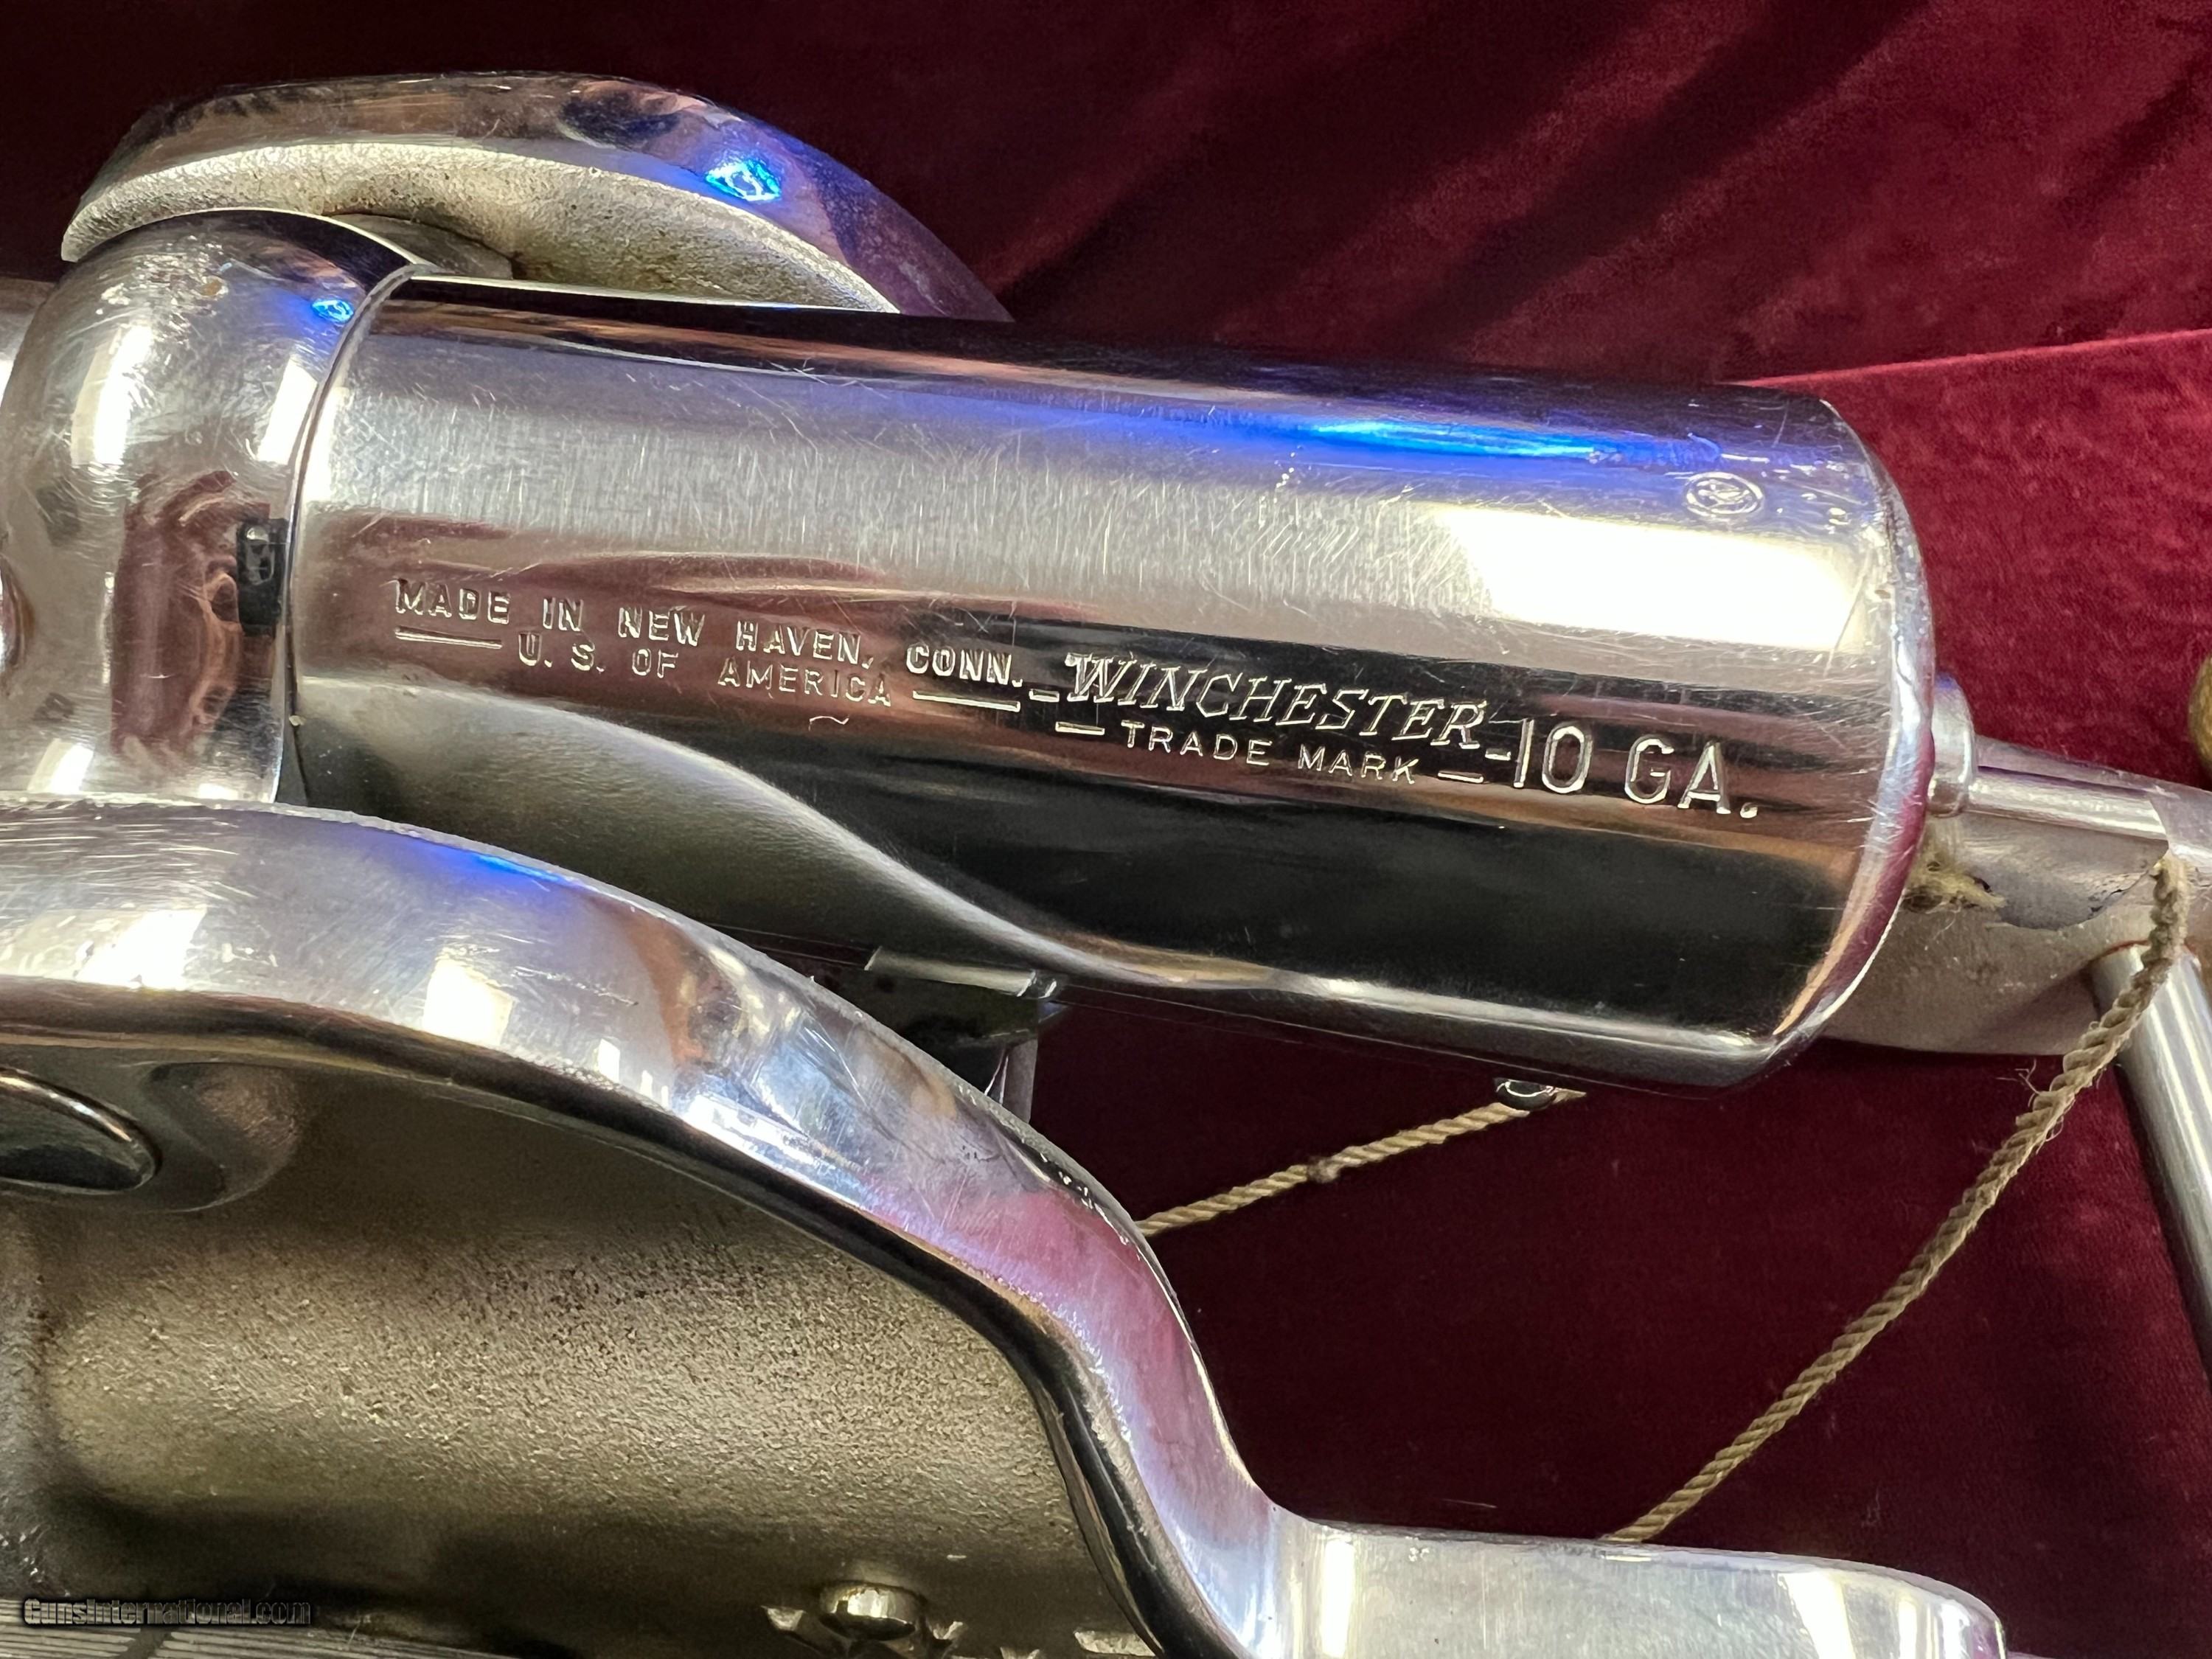 MADE IN NEW HAVEN, CONN. –WINCHESTER–10 GA.
— U. S. OF AMERICA — — TRADE MARK —
GunsInternational.com